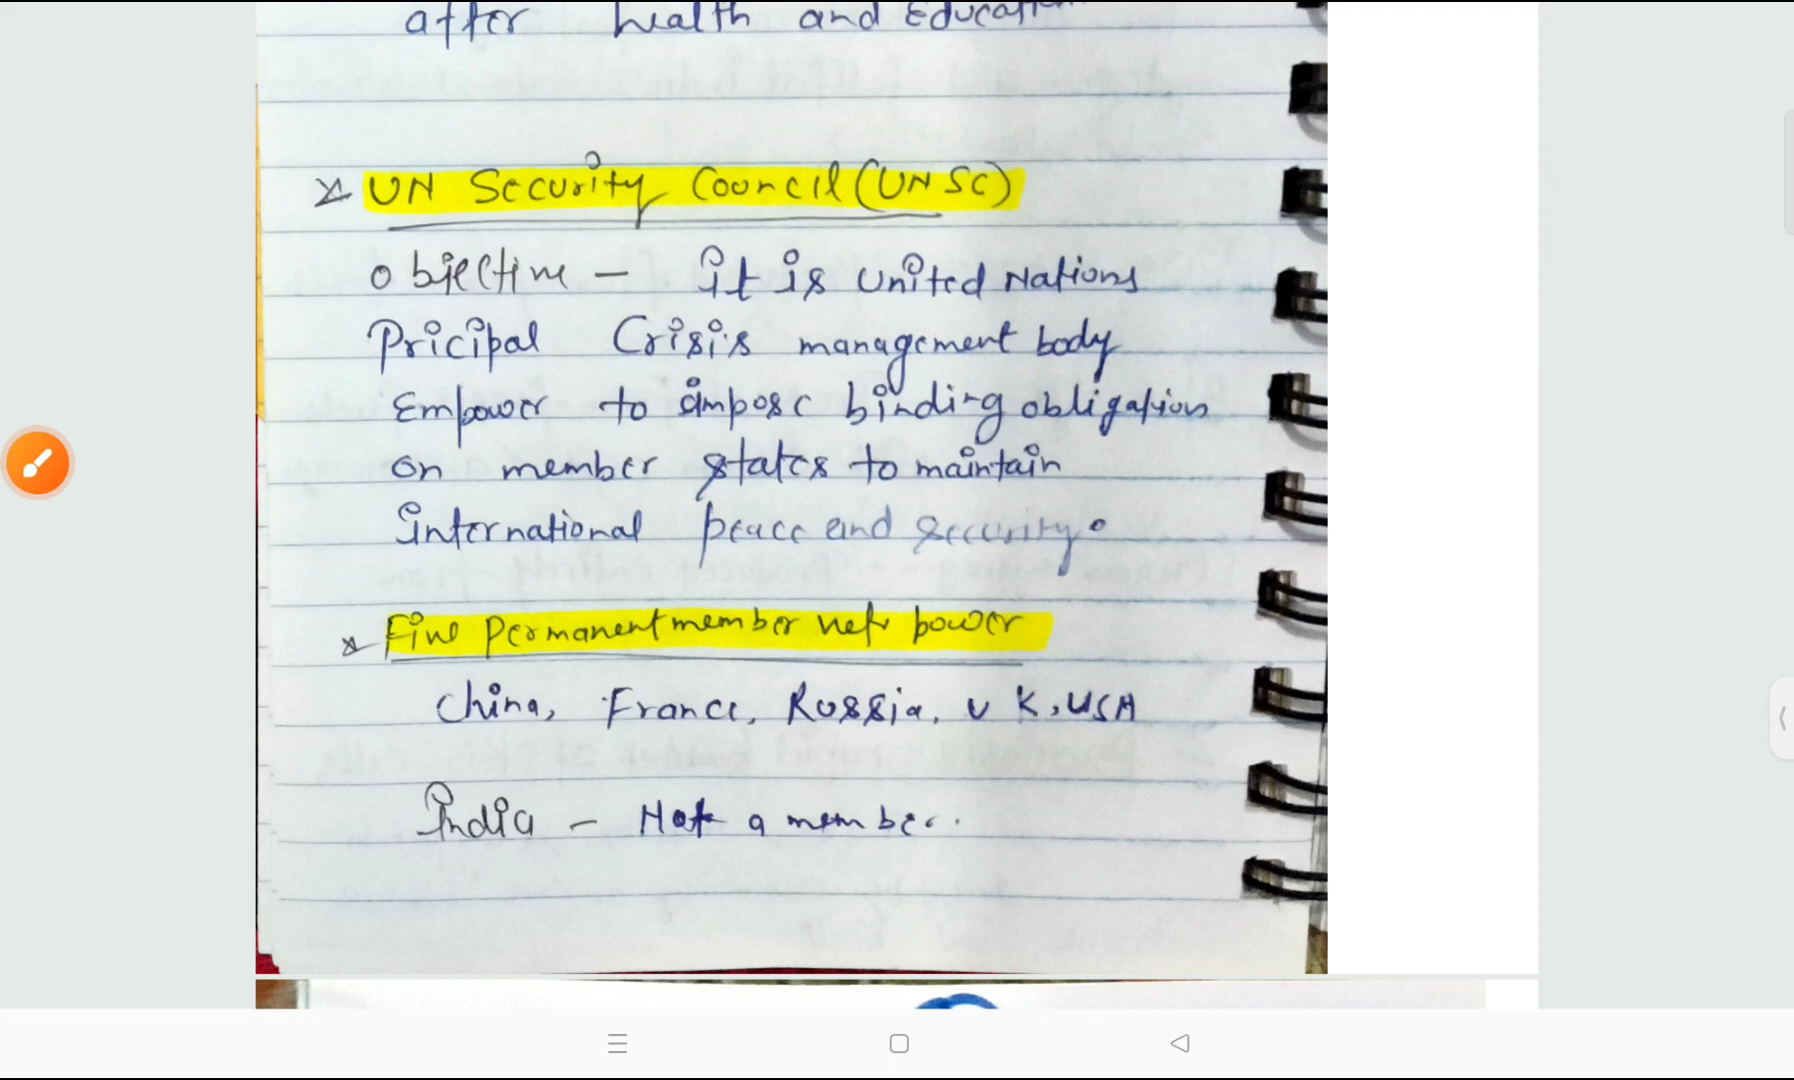 after health and Educati
UN Security Council (UNSC)
Objective - it is United Nations
Pricipal Crisis management body
Empower to impose binding obligation
on member states to maintain
international peace and security.
Five Permanent member veto power
China, France, Russia, UK, USA
India - Not a member.